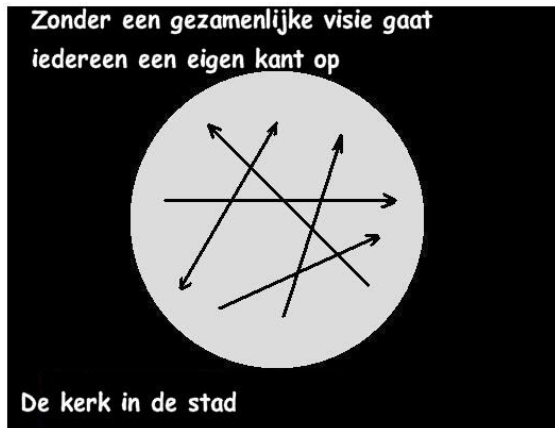 Zonder een gezamenlijke visie gaat
iedereen een eigen kant op
De kerk in de stad